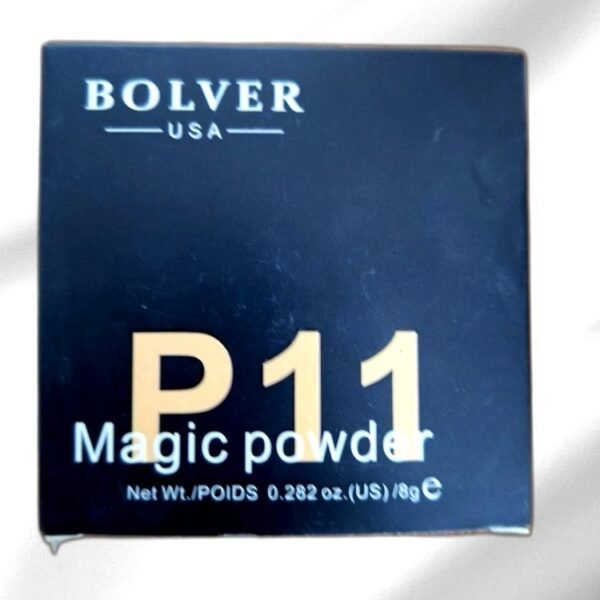 BOLVER
USA
P11
Magic powder
Net Wt./POIDS 0.282 oz.(US) /8g ℮